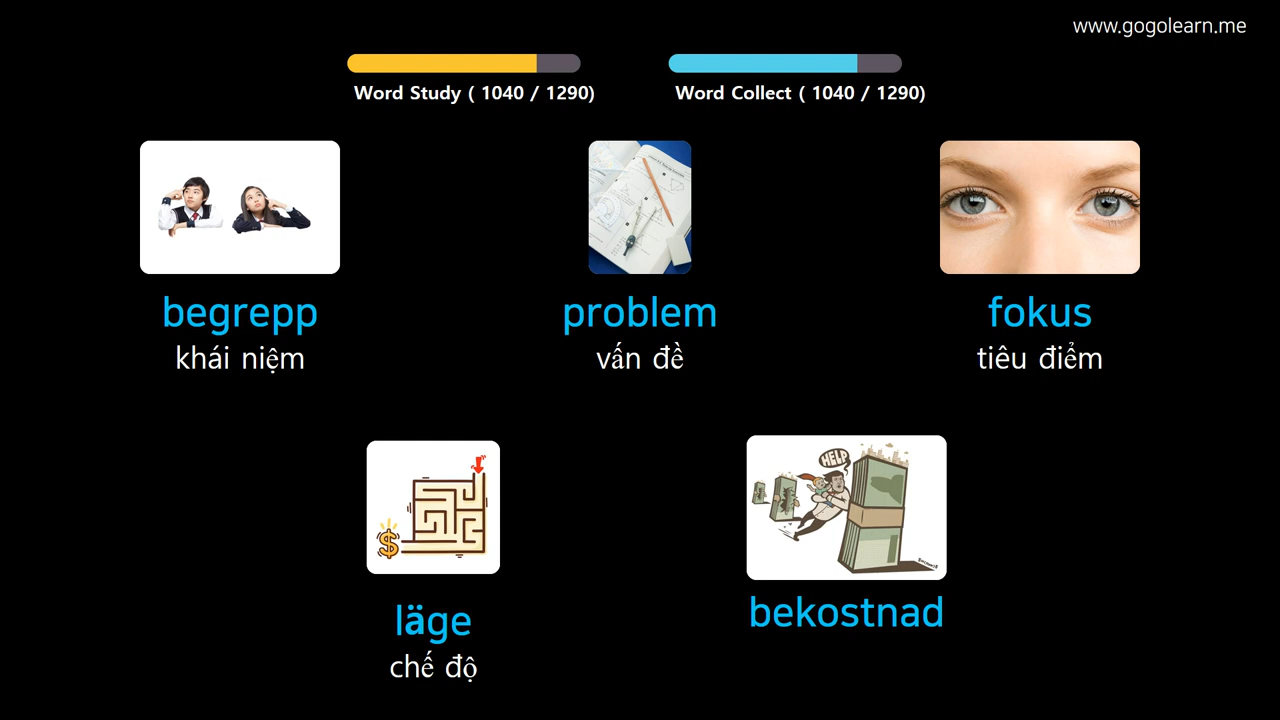 www.gogolearn.me
Word Study ( 1040 / 1290)
Word Collect ( 1040 / 1290)
begrepp
khái niệm
problem
vấn đề
fokus
tiêu điểm
HELP
läge
chế độ
$
bekostnad